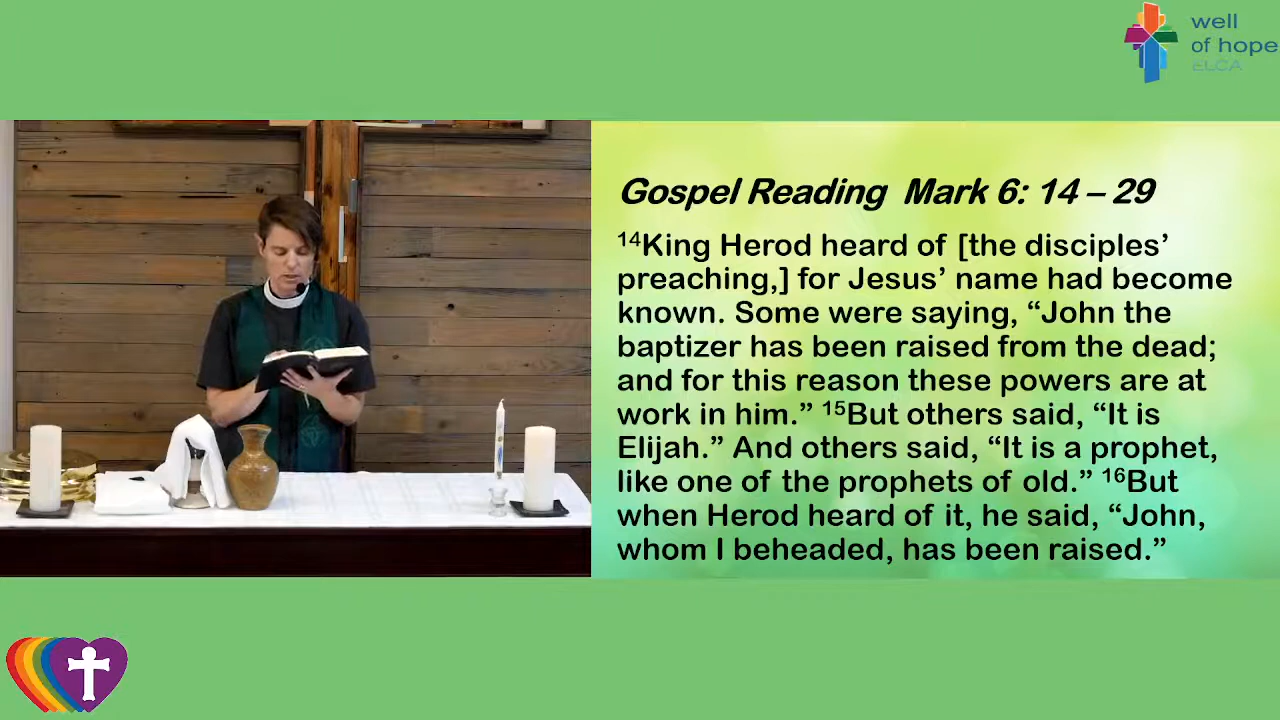 well
of hope
ELCA
Gospel Reading  Mark 6: 14 – 29
¹⁴King Herod heard of [the disciples’
preaching,] for Jesus’ name had become
known. Some were saying, “John the
baptizer has been raised from the dead;
and for this reason these powers are at
work in him.” ¹⁵But others said, “It is
Elijah.” And others said, “It is a prophet,
like one of the prophets of old.” ¹⁶But
when Herod heard of it, he said, “John,
whom I beheaded, has been raised.”